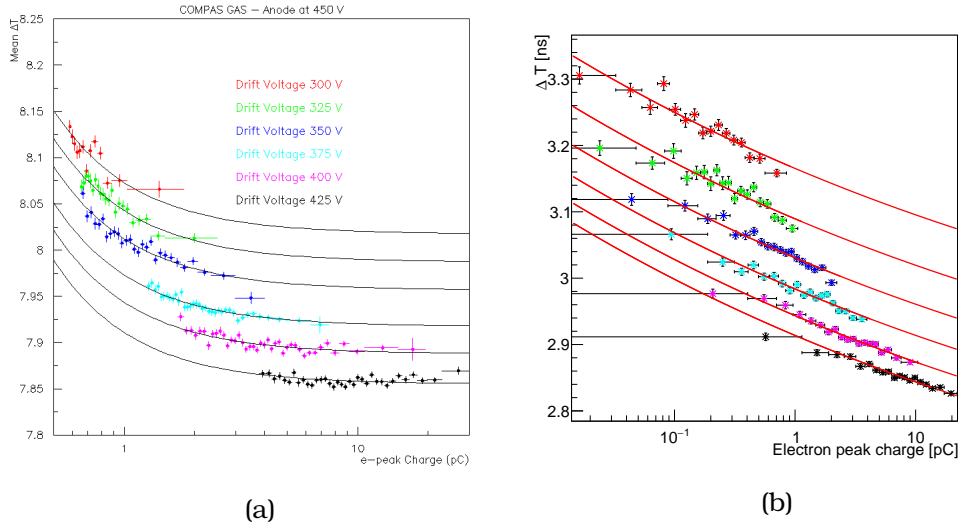 COMPAS GAS – Anode at 450 V
Mean ΔT
8.25
8.2
8.15
8.1
8.05
8
7.95
7.9
7.85
7.8
Drift Voltage 300 V
Drift Voltage 325 V
Drift Voltage 350 V
Drift Voltage 375 V
Drift Voltage 400 V
Drift Voltage 425 V
1
10
e-peak Charge (pC)
(a)
Δ T [ns]
3.3
3.2
3.1
3
2.9
2.8
10⁻¹
1
10
Electron peak charge [pC]
(b)